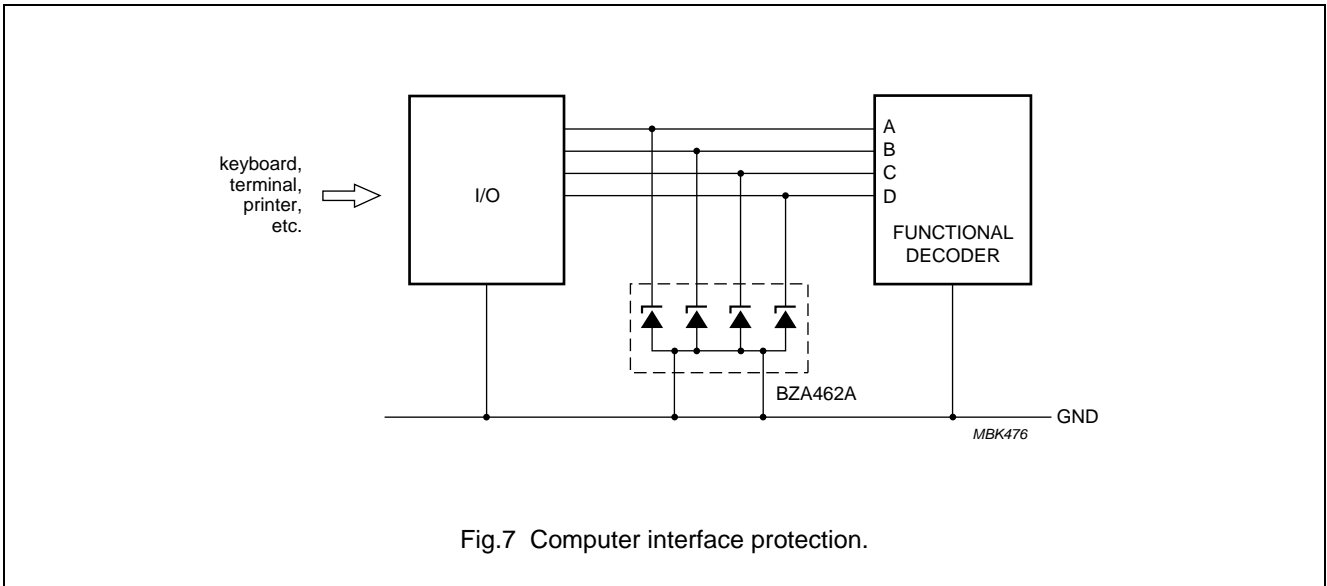 keyboard,
terminal,
printer,
etc.
I/O
A
B
C
D
FUNCTIONAL
DECODER
BZA462A
GND
MBK476
Fig.7 Computer interface protection.